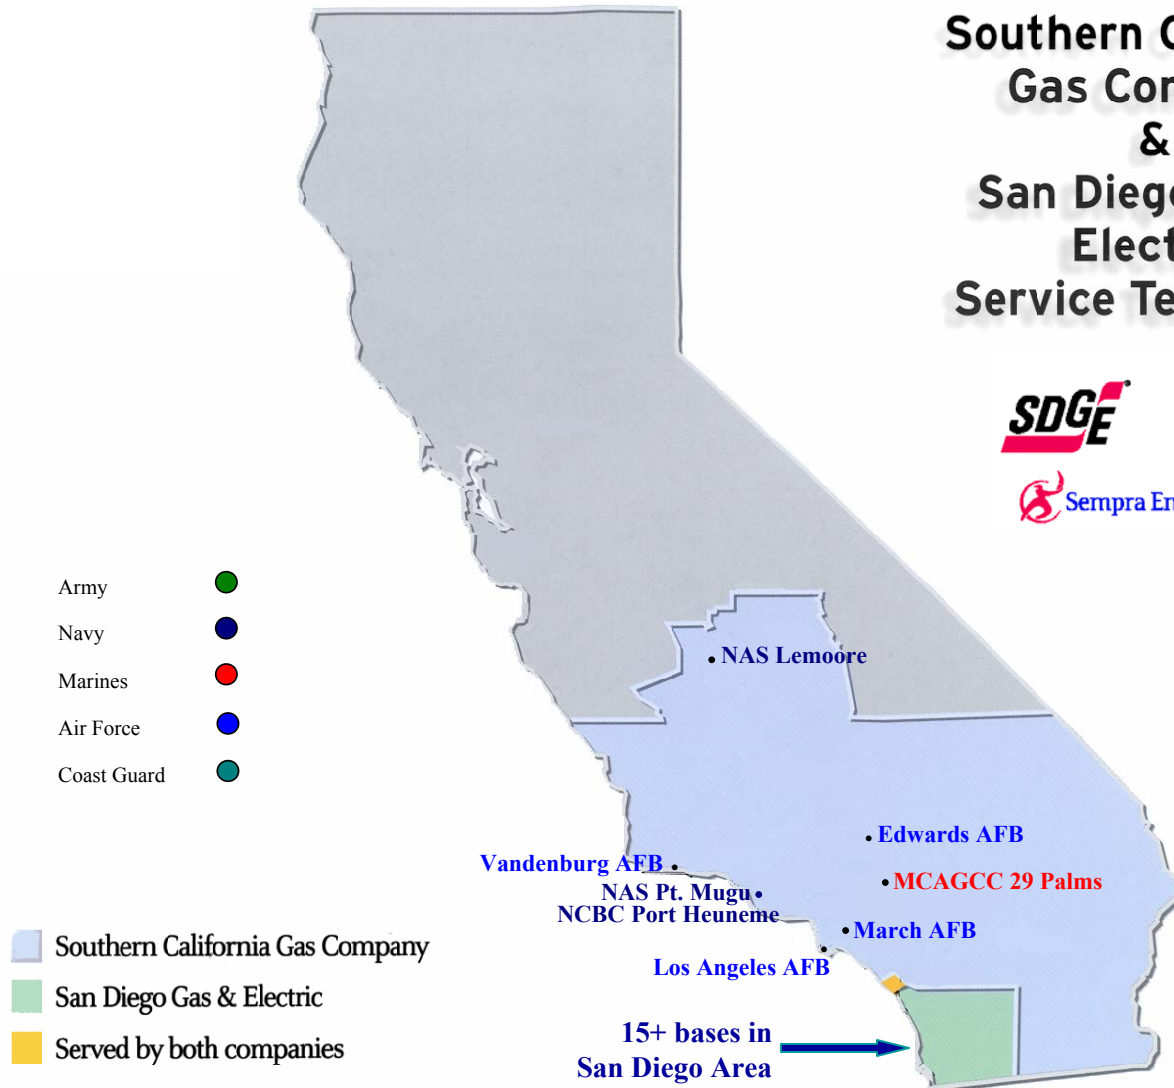 Southern C
Gas Con
&
San Diego
Elect
Service Te
SDGE
Sempra En
Army
Navy
Marines
Air Force
Coast Guard
NAS Lemoore
Edwards AFB
Vandenburg AFB
MCAGCC 29 Palms
NAS Pt. Mugu
NCBC Port Heuneme
March AFB
Los Angeles AFB
Southern California Gas Company
San Diego Gas & Electric
Served by both companies
15+ bases in
San Diego Area